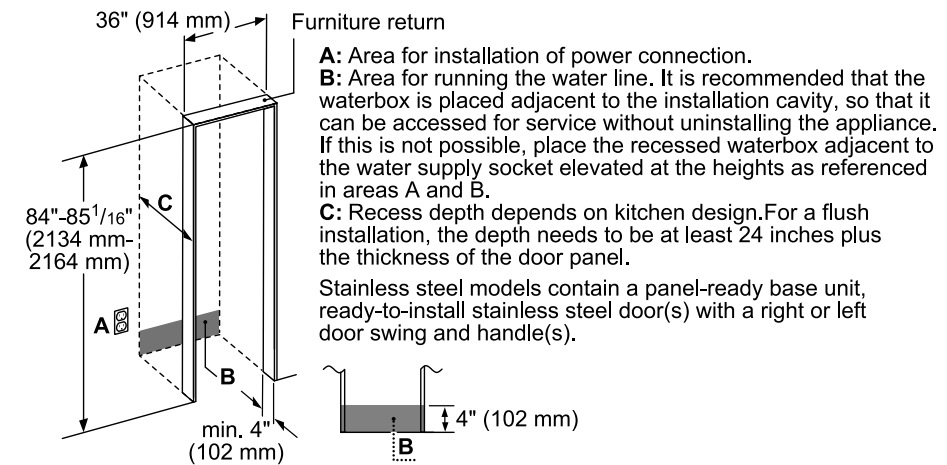 36" (914 mm)
Furniture return
A: Area for installation of power connection.
B: Area for running the water line. It is recommended that the
waterbox is placed adjacent to the installation cavity, so that it
can be accessed for service without uninstalling the appliance.
If this is not possible, place the recessed waterbox adjacent to
the water supply socket elevated at the heights as referenced
in areas A and B.
C: Recess depth depends on kitchen design.For a flush
installation, the depth needs to be at least 24 inches plus
the thickness of the door panel.
Stainless steel models contain a panel-ready base unit,
ready-to-install stainless steel door(s) with a right or left
door swing and handle(s).
C
84"-85 1/16"
(2134 mm-
2164 mm)
A
B
min. 4"
(102 mm)
4" (102 mm)
B